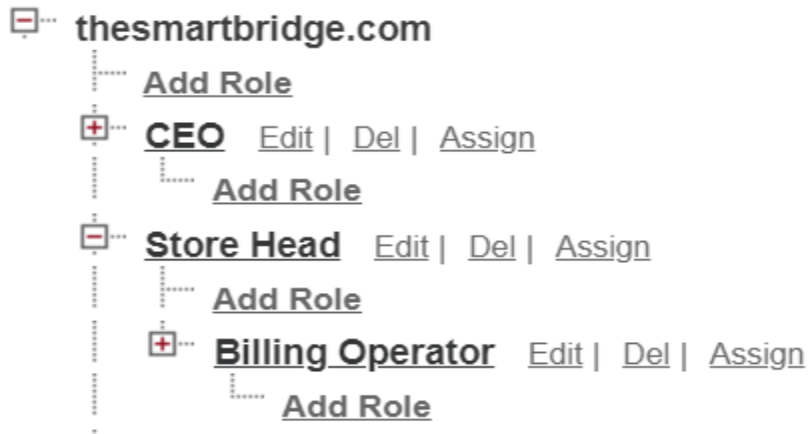 thesmartbridge.com
Add Role
CEO Edit | Del | Assign
Add Role
Store Head Edit | Del | Assign
Add Role
Billing Operator Edit | Del | Assign
Add Role